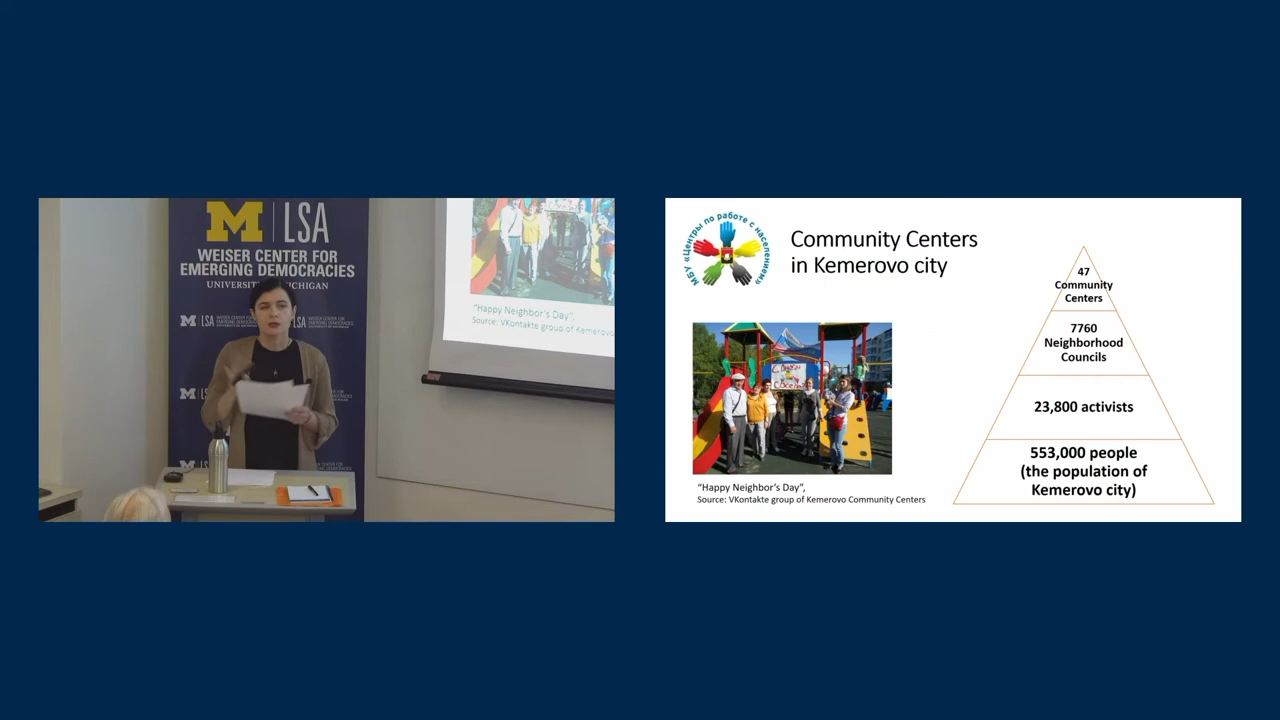 M | LSA
WEISER CENTER FOR
EMERGING DEMOCRACIES
UNIVERSITY MICHIGAN
"Happy Neighbor's Day",
Source: VKontakte group of Kemerovo
МБУ «Центры по работе с населением»
Community Centers
in Kemerovo city
"Happy Neighbor's Day",
Source: VKontakte group of Kemerovo Community Centers
47
Community
Centers
7760
Neighborhood
Councils
23,800 activists
553,000 people
(the population of
Kemerovo city)